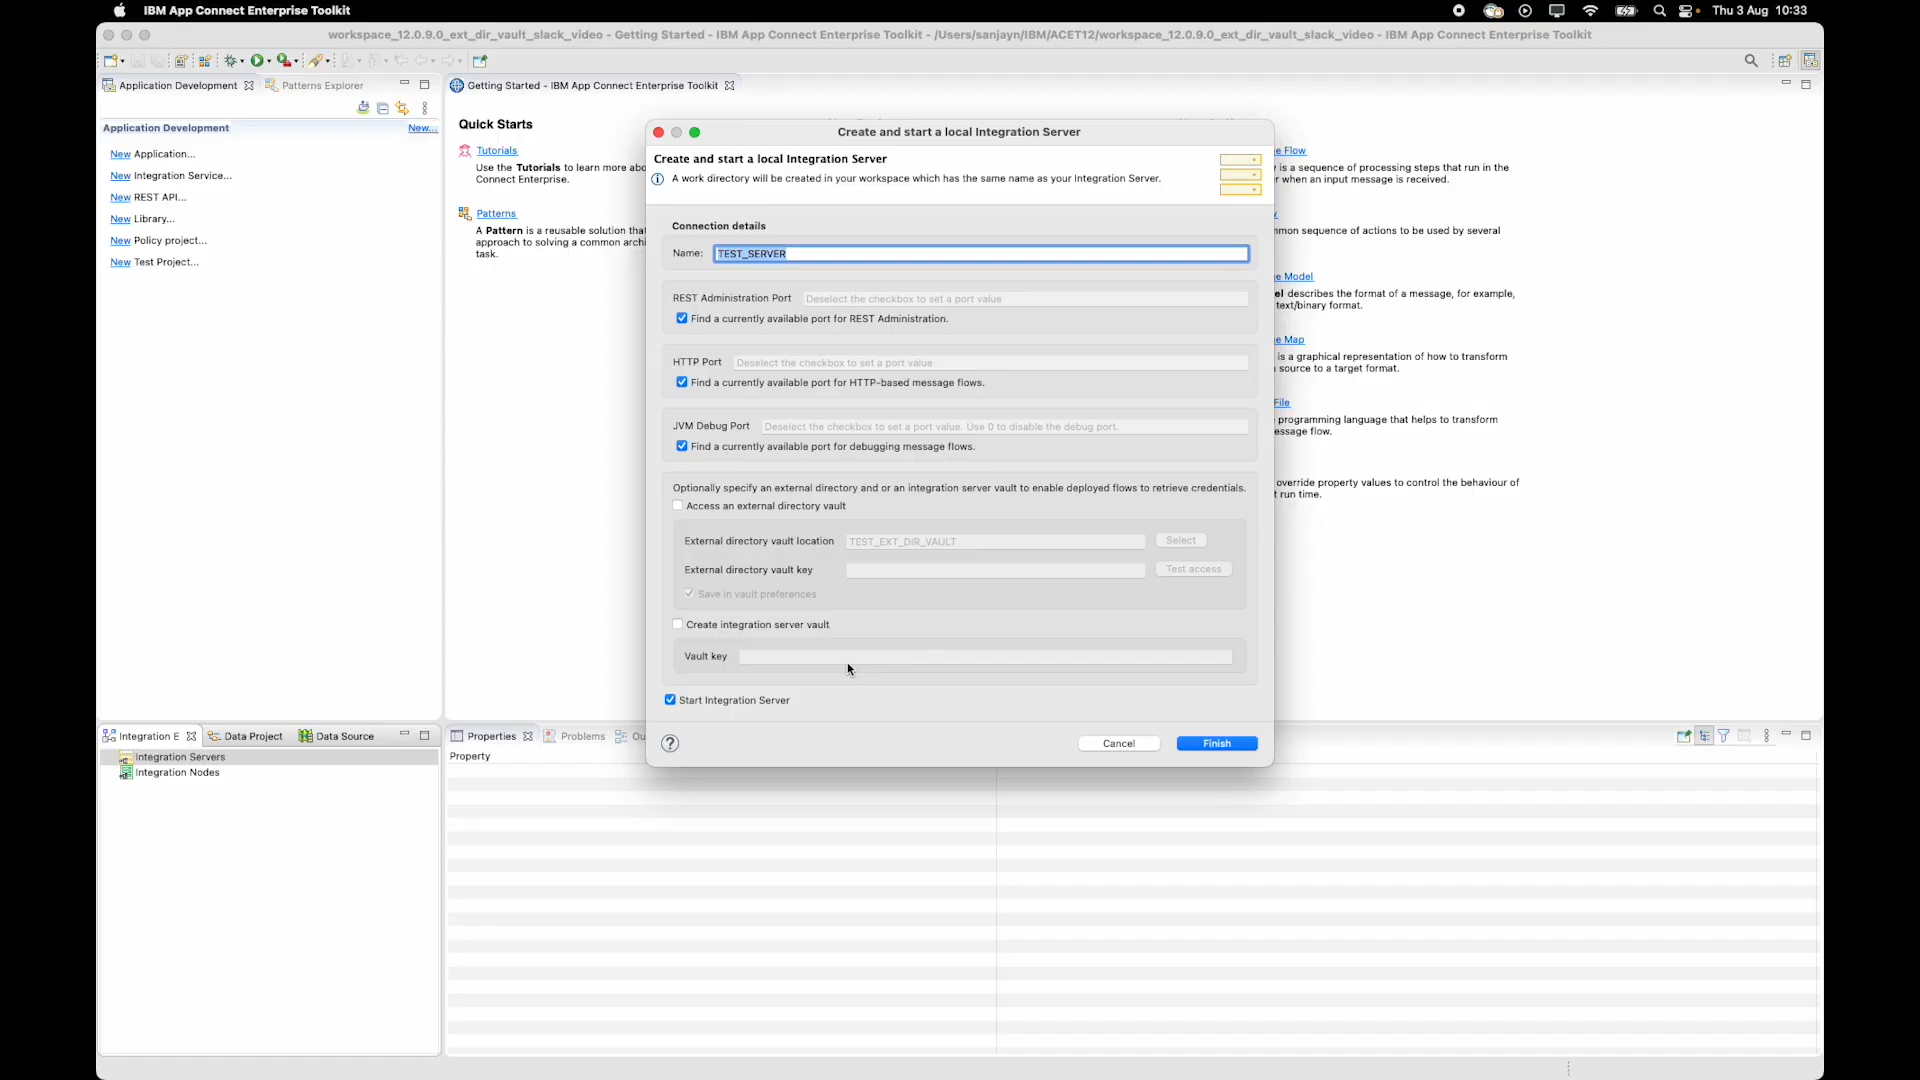 IBM App Connect Enterprise Toolkit
Thu 3 Aug 10:33
workspace_12.0.9.0_ext_dir_vault_slack_video - Getting Started - IBM App Connect Enterprise Toolkit - /Users/sanjayn/IBM/ACET12/workspace_12.0.9.0_ext_dir_vault_slack_video - IBM App Connect Enterprise Toolkit
Application Development
Patterns Explorer
Getting Started - IBM App Connect Enterprise Toolkit
Application Development
New...
New Application...
New Integration Service...
New REST API...
New Library...
New Policy project...
New Test Project...
Quick Starts
Tutorials
Use the Tutorials to learn more abo
Connect Enterprise.
Patterns
A Pattern is a reusable solution that
approach to solving a common archi
task.
Create and start a local Integration Server
Create and start a local Integration Server
A work directory will be created in your workspace which has the same name as your Integration Server.
Connection details
Name:
TEST_SERVER
REST Administration Port
Deselect the checkbox to set a port value
Find a currently available port for REST Administration.
HTTP Port
Deselect the checkbox to set a port value
Find a currently available port for HTTP-based message flows.
JVM Debug Port
Deselect the checkbox to set a port value. Use 0 to disable the debug port.
Find a currently available port for debugging message flows.
Optionally specify an external directory and or an integration server vault to enable deployed flows to retrieve credentials.
Access an external directory vault
External directory vault location
TEST_EXT_DIR_VAULT
Select
External directory vault key
Test access
Save in vault preferences
Create integration server vault
Vault key
Start Integration Server
?
Cancel
Finish
e Flow
is a sequence of processing steps that run in the
r when an input message is received.
w
mon sequence of actions to be used by several
e Model
el describes the format of a message, for example,
text/binary format.
e Map
is a graphical representation of how to transform
source to a target format.
File
programming language that helps to transform
essage flow.
override property values to control the behaviour of
t run time.
Integration E
Data Project
Data Source
Integration Servers
Integration Nodes
Properties
Problems
Ou
Property